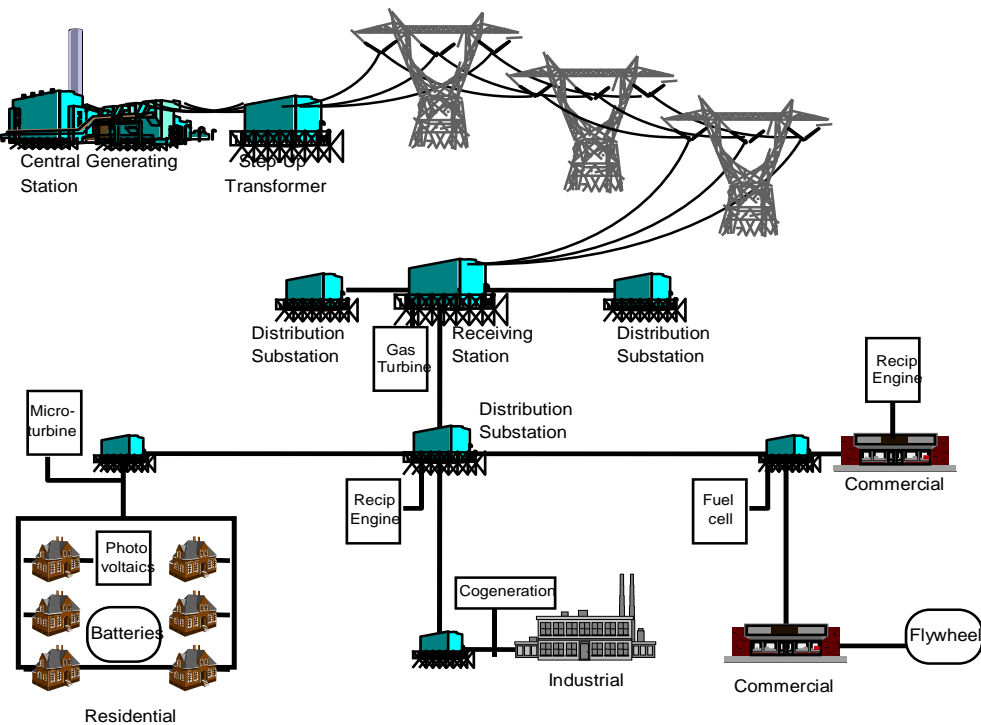 Central Generating
Station
Step-Up
Transformer
Distribution
Substation
Gas
Turbine
Receiving
Station
Distribution
Substation
Recip
Engine
Micro-
turbine
Distribution
Substation
Commercial
Recip
Engine
Fuel
cell
Photo
voltaics
Batteries
Cogeneration
Flywheel
Industrial
Commercial
Residential